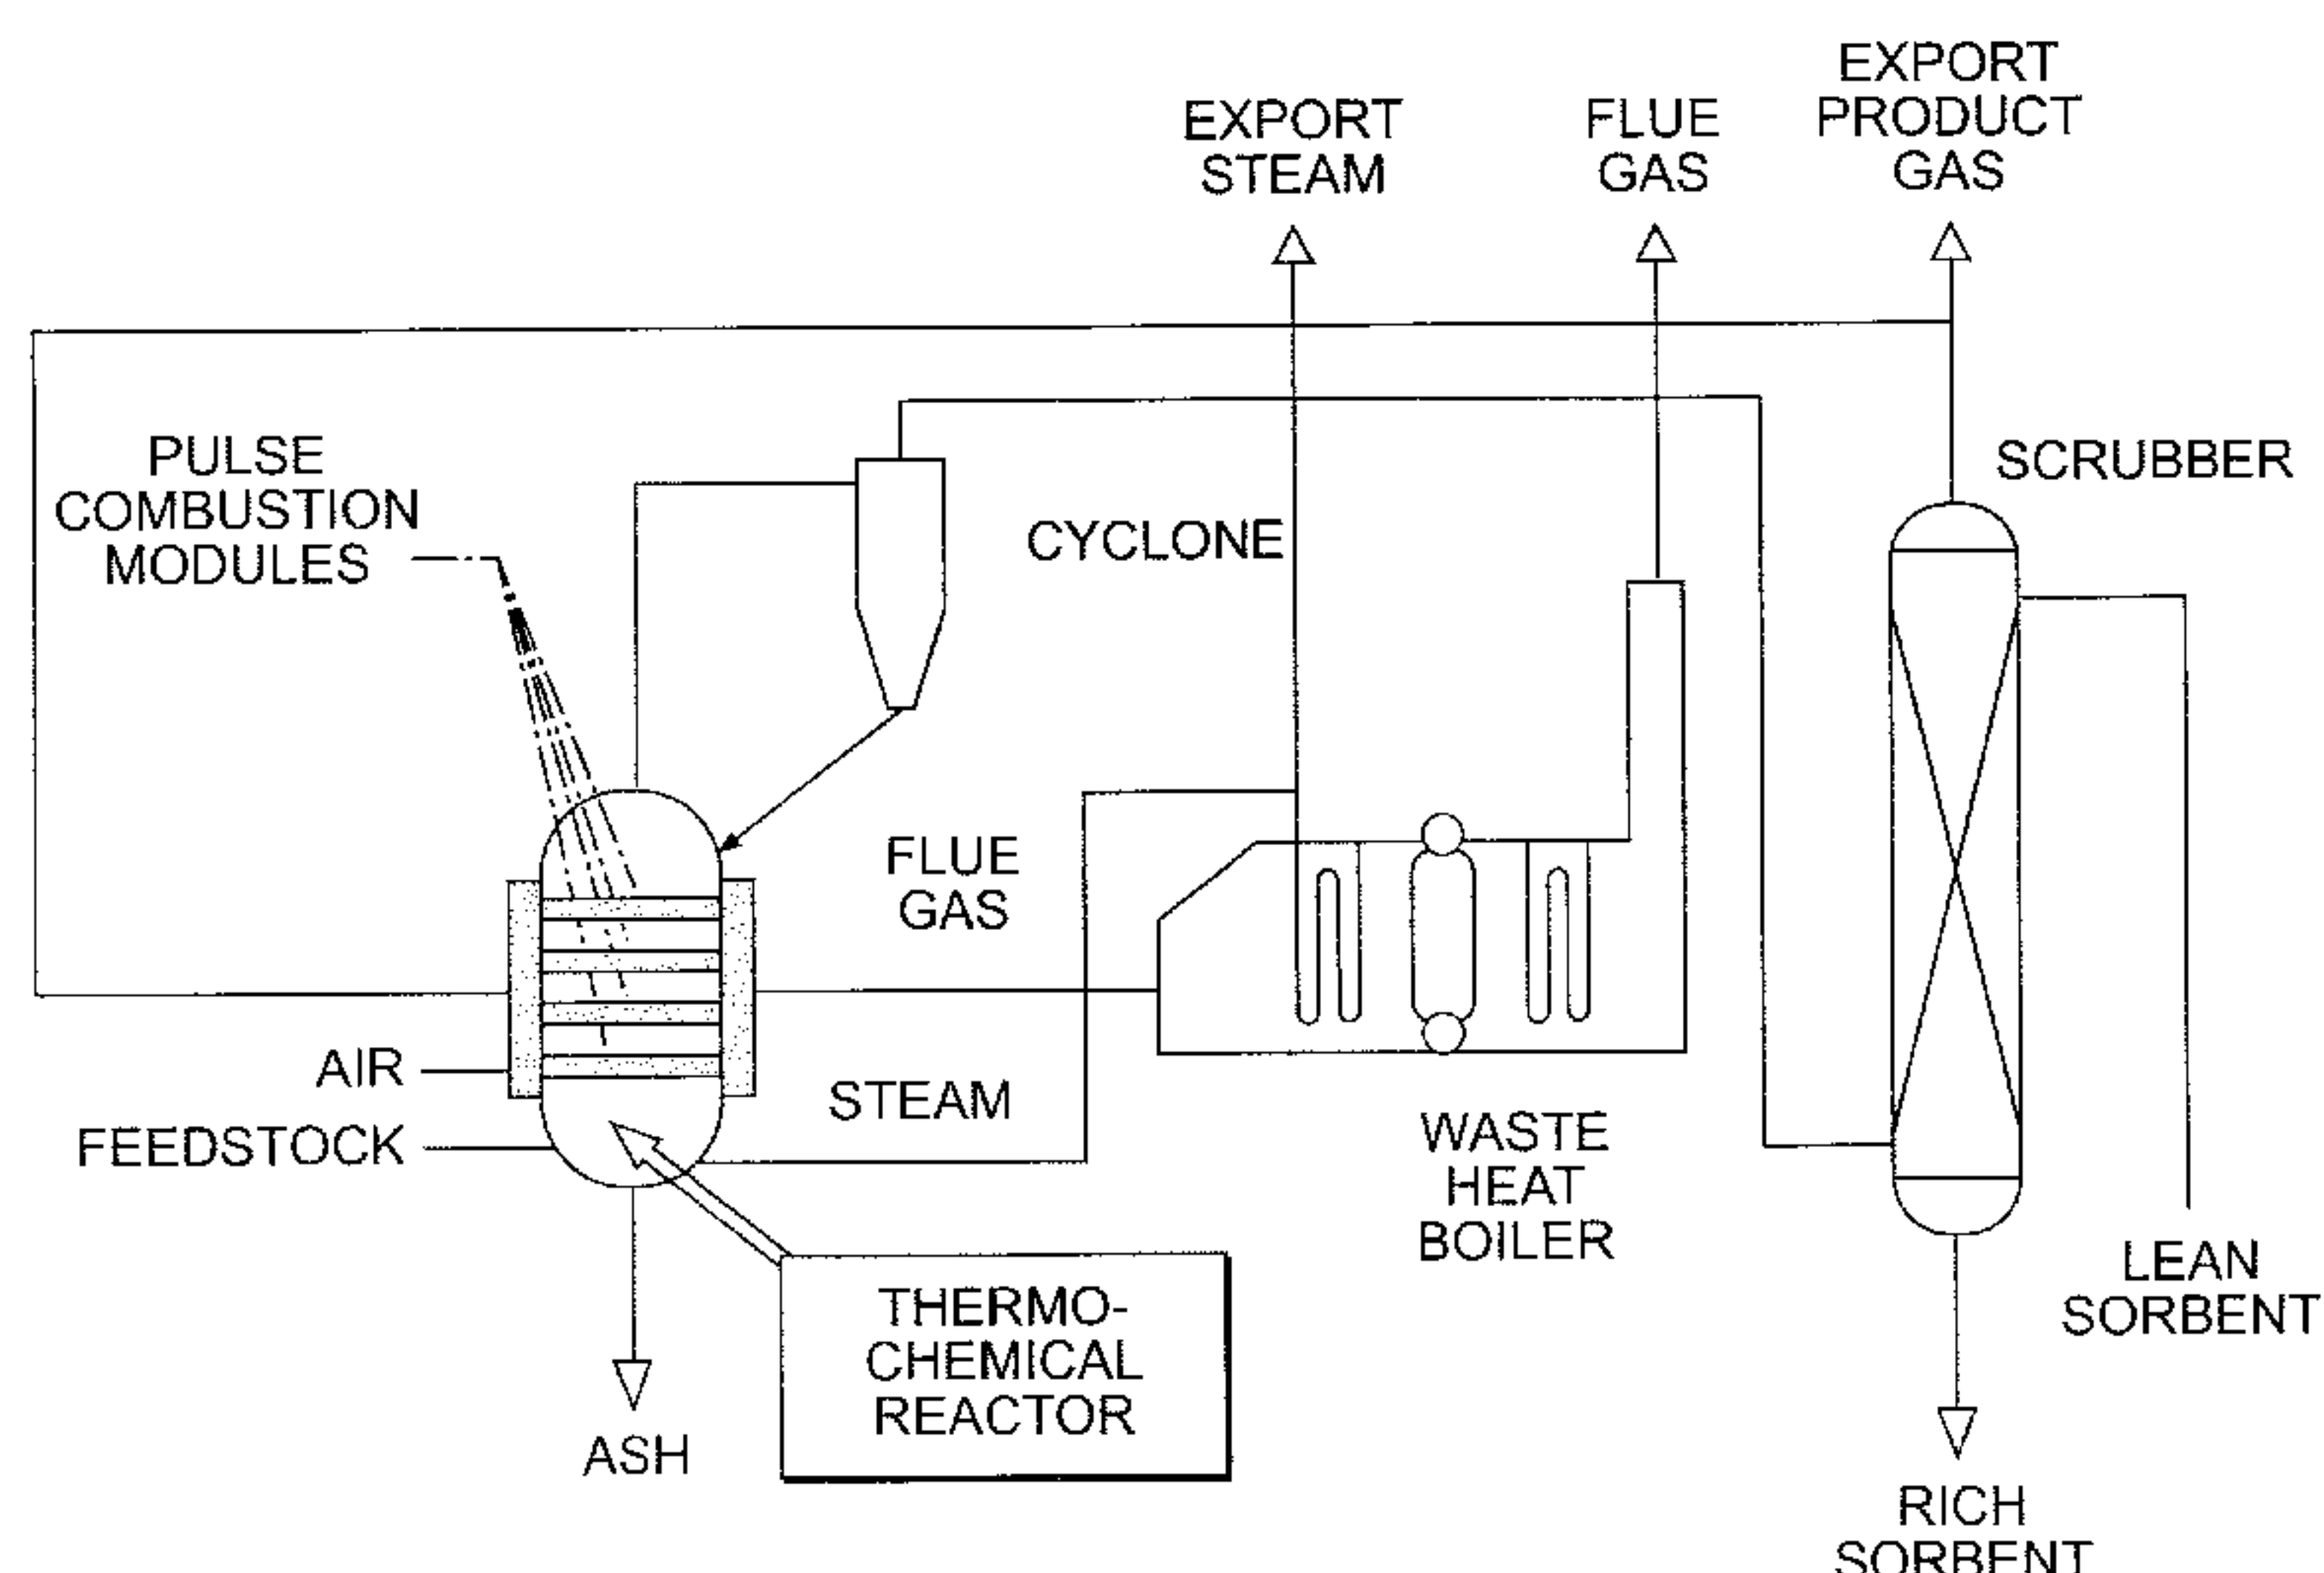 EXPORT
STEAM
FLUE
GAS
EXPORT
PRODUCT
GAS
PULSE
COMBUSTION
MODULES
CYCLONE
SCRUBBER
FLUE
GAS
AIR
FEEDSTOCK
STEAM
WASTE
HEAT
BOILER
THERMO-
CHEMICAL
REACTOR
ASH
LEAN
SORBENT
RICH
SORBENT